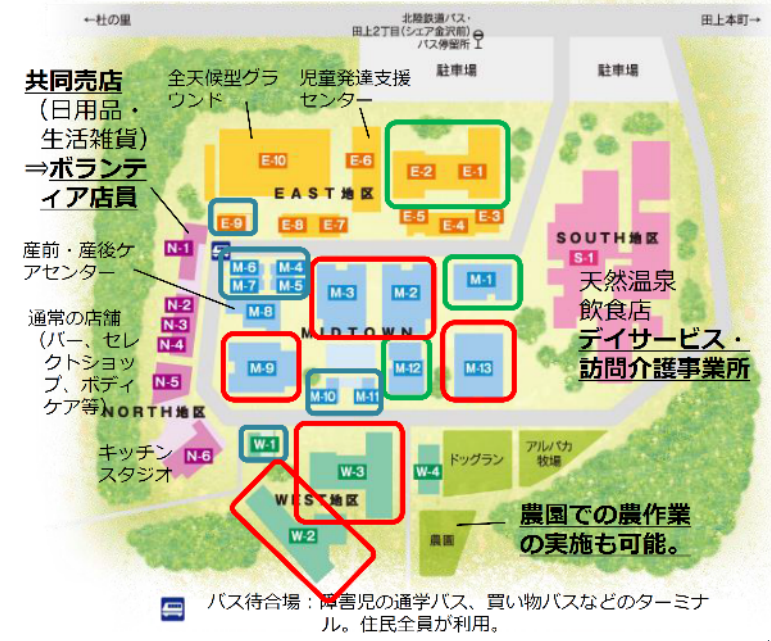 ←杜の里
北陸鉄道バス・
田上2丁目(シェア金沢前)
バス停留所
田上本町→
駐車場
駐車場
共同売店
（日用品・
生活雑貨）
⇒ボランテ
ィア店員
全天候型グラ
ウンド
児童発達支援
センター
E-10
E-6
E-2
E-1
EAST地区
E-9
E-8
E-7
E-5
E-4
E-3
N-1
産前・産後ケ
アセンター
M-6
M-4
M-7
M-5
M-8
M-3
M-2
M-1
MIDTOWN
SOUTH地区
S-1
天然温泉
飲食店
デイサービス・
訪問介護事業所
N-2
N-3
N-4
N-5
通常の店舗
（バー、セレ
クトショッ
プ、ボディ
ケア等）
NORTH地区
M-9
M-12
M-13
M-10
M-11
キッチン
スタジオ
N-6
W-1
W-3
W-4
WEST地区
W-2
ドッグラン
アルパカ
牧場
農園
農園での農作業
の実施も可能。
バス待合場：障害児の通学バス、買い物バスなどのターミナ
ル。住民全員が利用。